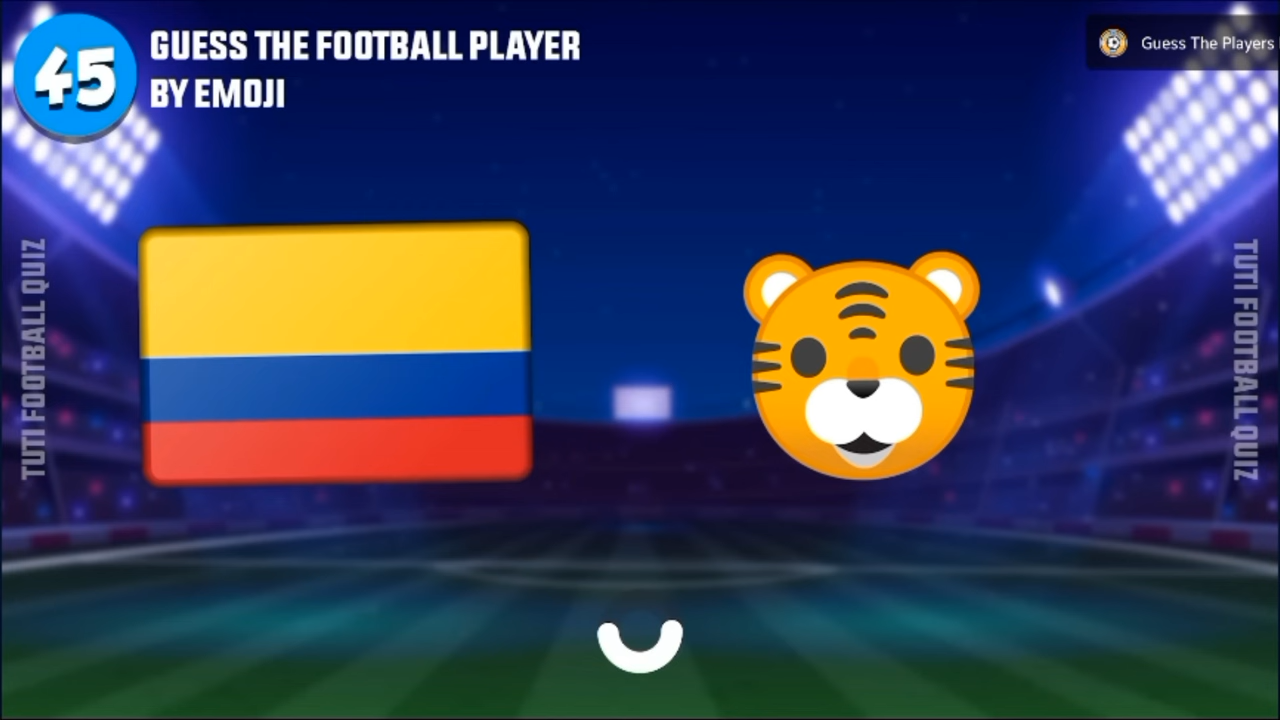 45
GUESS THE FOOTBALL PLAYER
BY EMOJI
Guess The Players
TUTI FOOTBALL QUIZ
TUTI FOOTBALL QUIZ